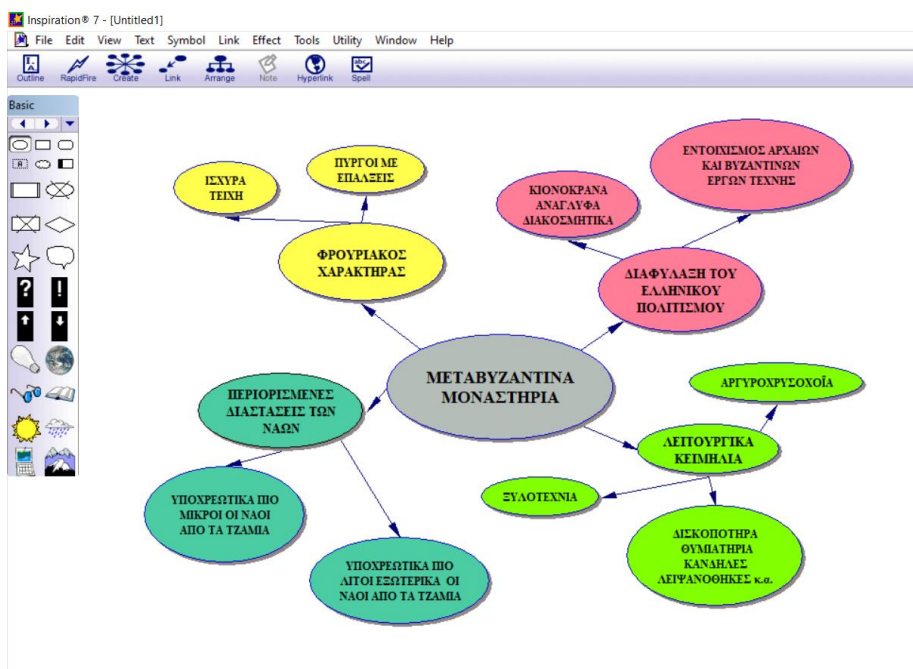 Inspiration® 7 - [Untitled1]
File Edit View Text Symbol Link Effect Tools Utility Window Help
Outline RapidFire Create Link Arrange Note Hyperlink Spell
Basic
ΙΣΧΥΡΑ
ΤΕΙΧΗ
ΠΥΡΓΟΙ ΜΕ
ΕΠΑΛΞΕΙΣ
ΦΡΟΥΡΙΑΚΟΣ
ΧΑΡΑΚΤΗΡΑΣ
ΕΝΤΟΙΧΙΣΜΟΣ ΑΡΧΑΙΩΝ
ΚΑΙ ΒΥΖΑΝΤΙΝΩΝ
ΕΡΓΩΝ ΤΕΧΝΗΣ
ΚΙΟΝΟΚΡΑΝΑ
ΑΝΑΓΛΥΦΑ
ΔΙΑΚΟΣΜΗΤΙΚΑ
ΔΙΑΦΥΛΑΞΗ ΤΟΥ
ΕΛΛΗΝΙΚΟΥ
ΠΟΛΙΤΙΣΜΟΥ
ΜΕΤΑΒΥΖΑΝΤΙΝΑ
ΜΟΝΑΣΤΗΡΙΑ
ΠΕΡΙΟΡΙΣΜΕΝΕΣ
ΔΙΑΣΤΑΣΕΙΣ ΤΩΝ
ΝΑΩΝ
ΥΠΟΧΡΕΩΤΙΚΑ ΠΙΟ
ΜΙΚΡΟΙ ΟΙ ΝΑΟΙ
ΑΠΟ ΤΑ ΤΖΑΜΙΑ
ΥΠΟΧΡΕΩΤΙΚΑ ΠΙΟ
ΛΙΤΟΙ ΕΞΩΤΕΡΙΚΑ ΟΙ
ΝΑΟΙ ΑΠΟ ΤΑ ΤΖΑΜΙΑ
ΑΡΓΥΡΟΧΡΥΣΟΧΟΪΑ
ΛΕΙΤΟΥΡΓΙΚΑ
ΚΕΙΜΗΛΙΑ
ΞΥΛΟΤΕΧΝΙΑ
ΔΙΣΚΟΠΟΤΗΡΑ
ΘΥΜΙΑΤΗΡΙΑ
ΚΑΝΔΗΛΕΣ
ΛΕΙΨΑΝΟΘΗΚΕΣ κ.α.